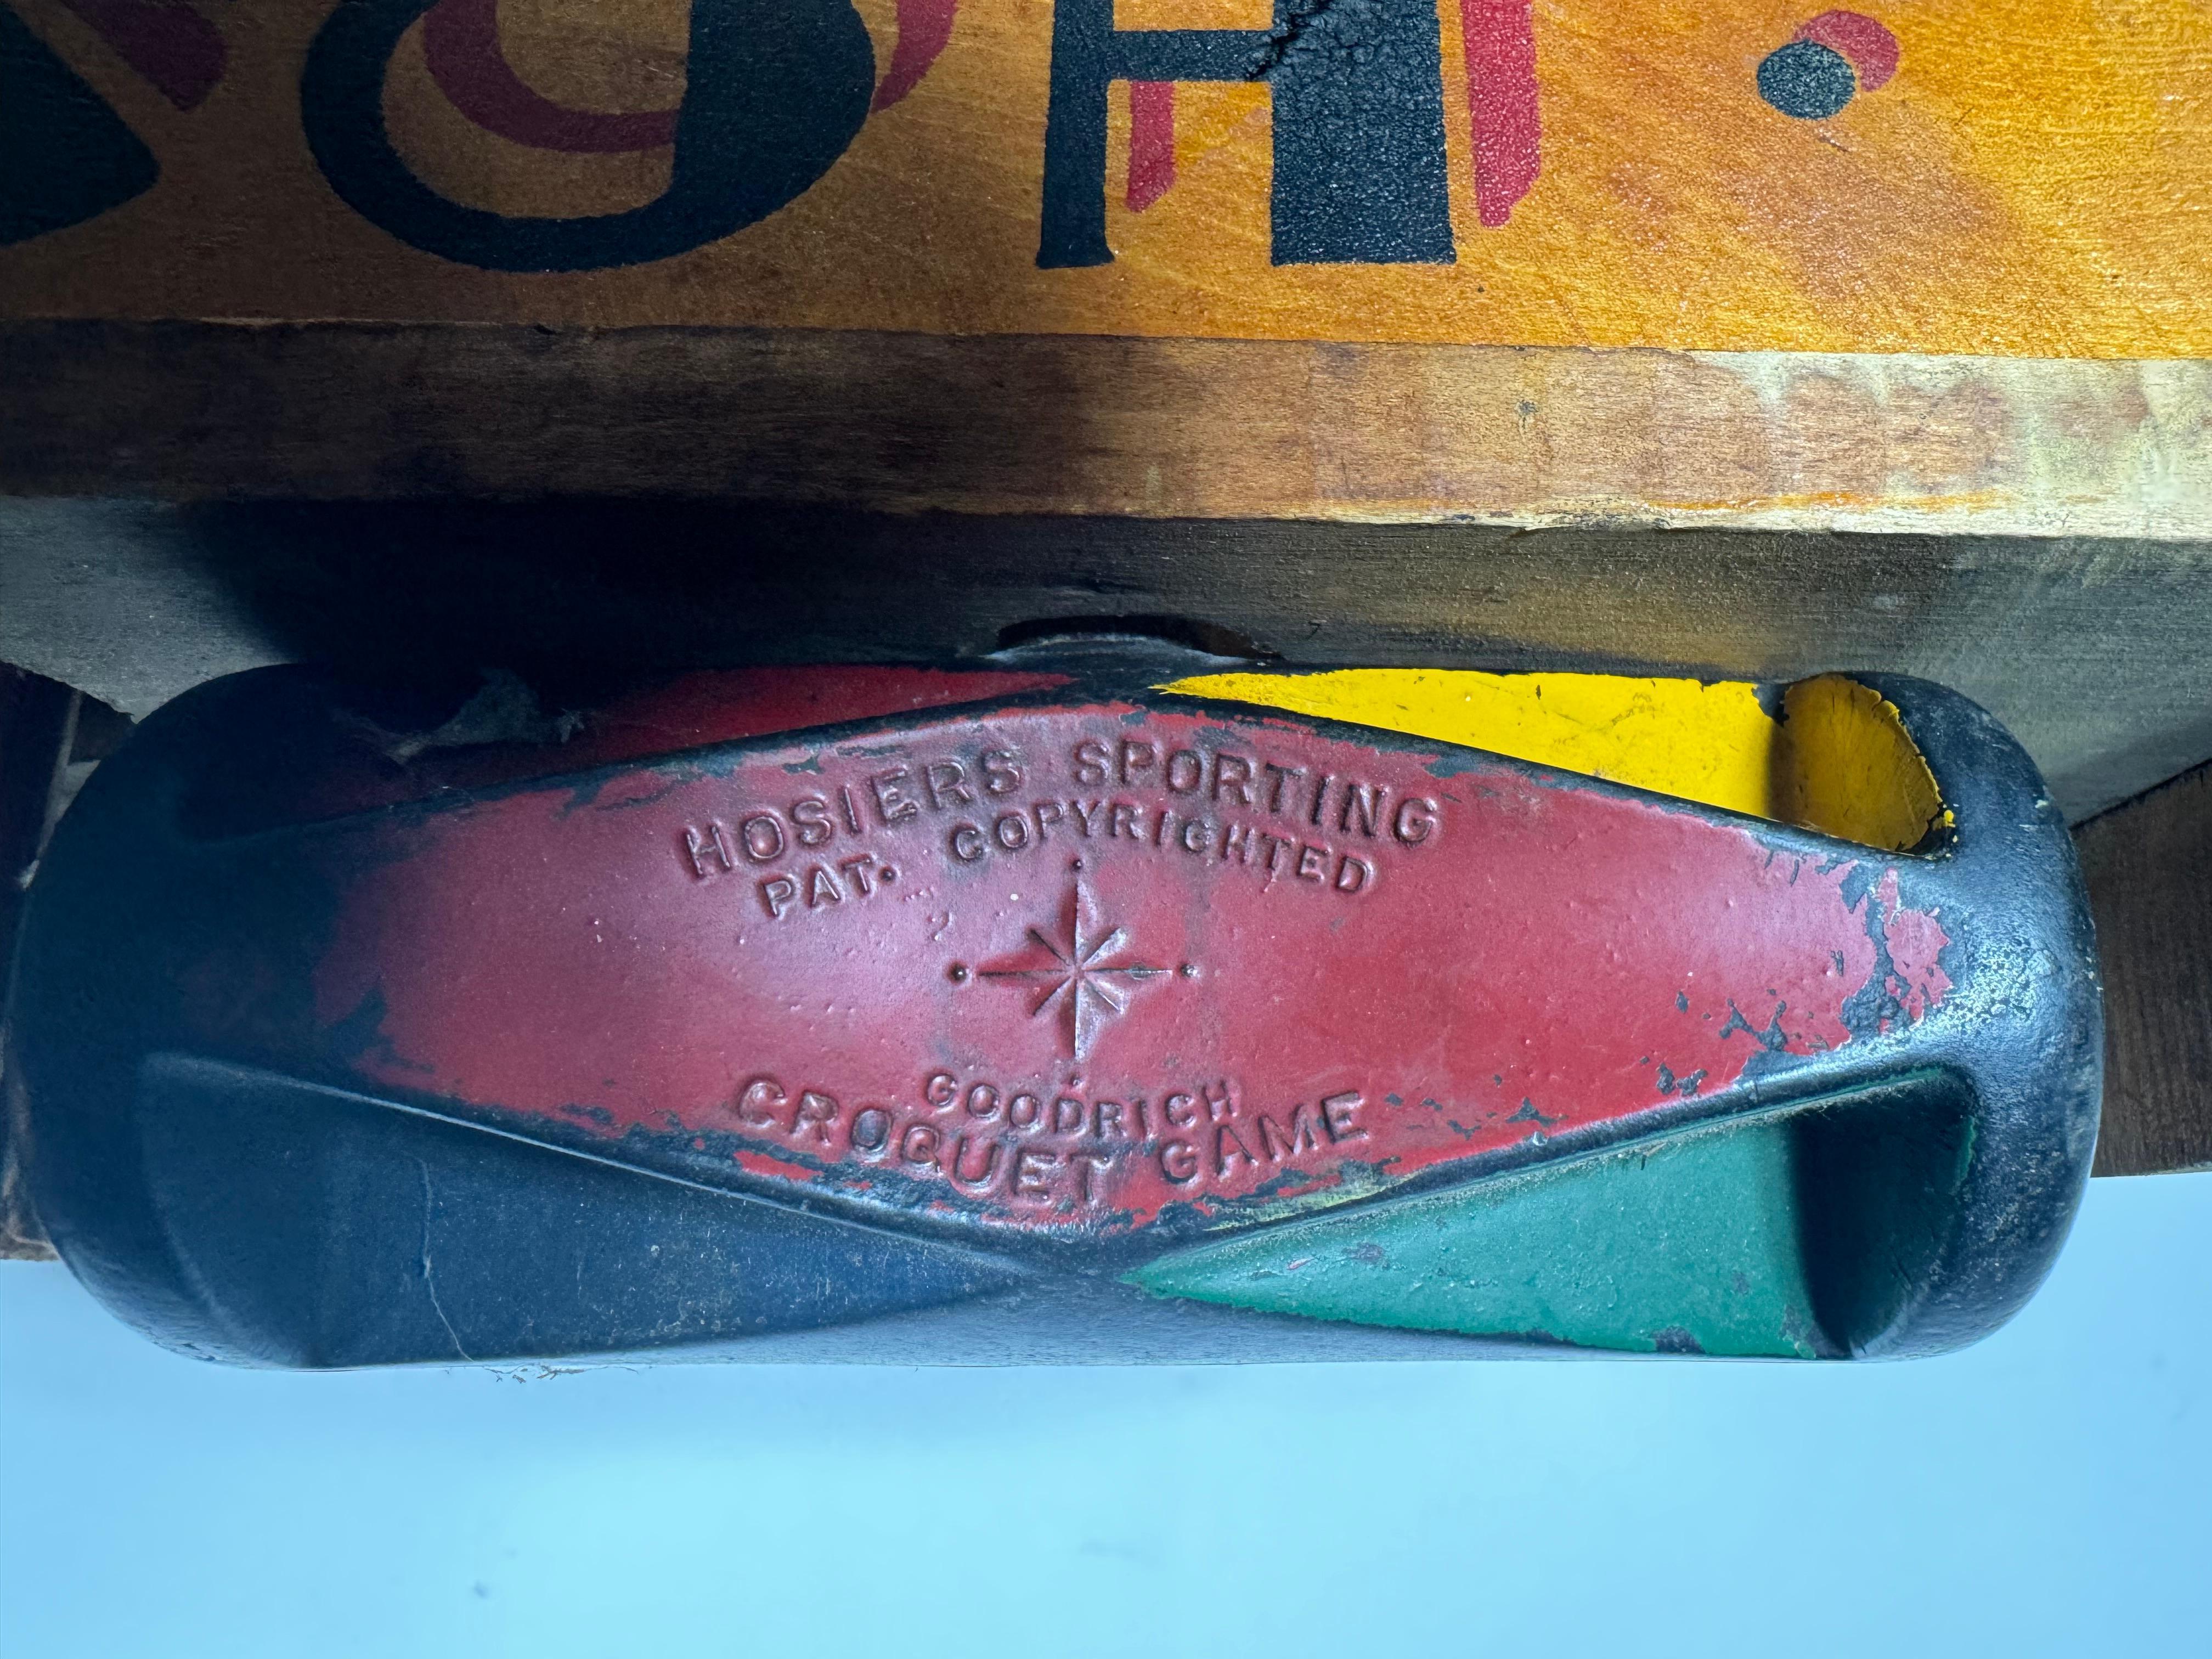 HOSIERS SPORTING
PAT. COPYRIGHTED
GOODRICH
CROQUET GAME